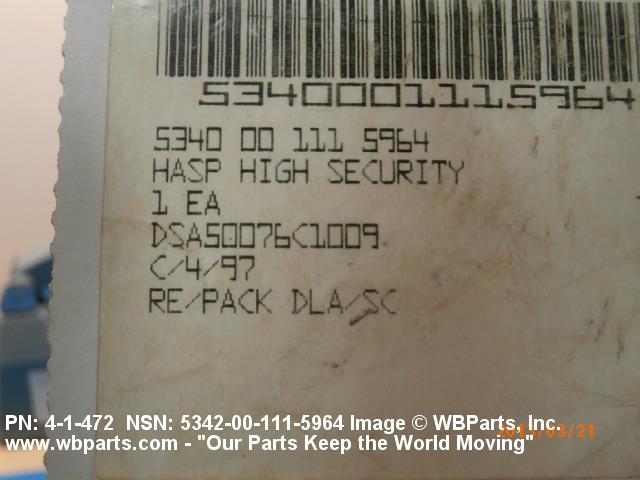 5340001115964
5340 00 111 5964
HASP HIGH SECURITY
1 EA
DSA50076C1009
C/4/97
RE/PACK DLA/SC
PN: 4-1-472 NSN: 5342-00-111-5964 Image © WBParts, Inc.
www.wbparts.com - "Our Parts Keep the World Moving"